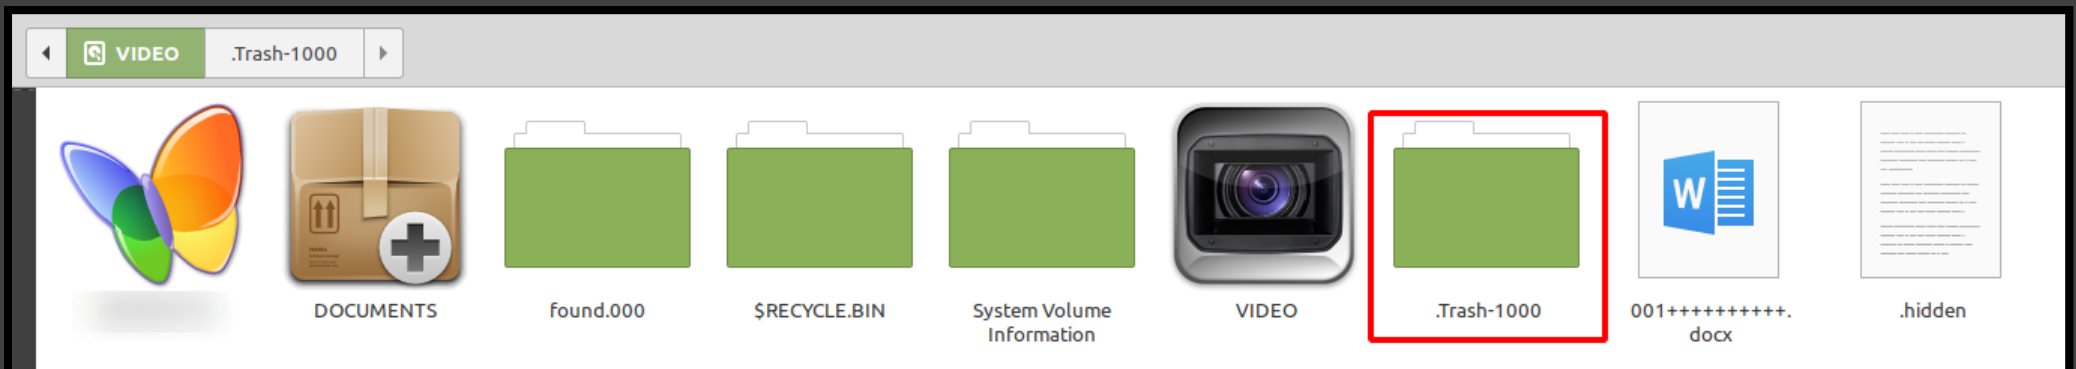 VIDEO
.Trash-1000
W
DOCUMENTS
found.000
$RECYCLE.BIN
System Volume
Information
VIDEO
.Trash-1000
001++++++++++.
docx
.hidden